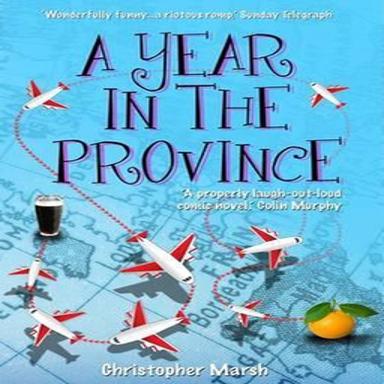 'Wonderfully funny...a riotous romp' Sunday Telegraph
A YEAR
IN THE
PROVINCE
'A properly laugh-out-loud
comic novel.' Colin Murphy
Christopher Marsh